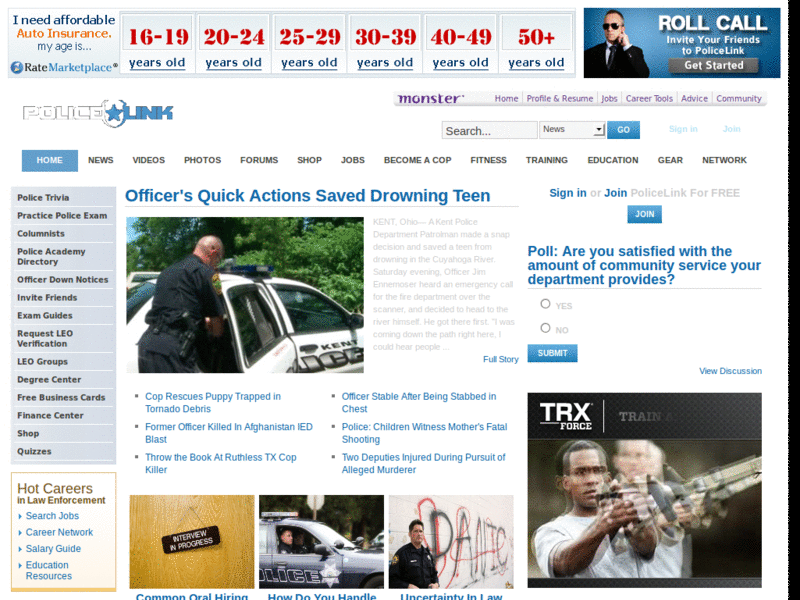 I need affordable
Auto Insurance.
my age is...
RateMarketplace®
16-19
years old
20-24
years old
25-29
years old
30-39
years old
40-49
years old
50+
years old
ROLL CALL
Invite Your Friends
to PoliceLink
Get Started
POLICE LINK
monster
Home
Profile & Resume
Jobs
Career Tools
Advice
Community
Search...
News
GO
Sign in
Join
HOME
NEWS
VIDEOS
PHOTOS
FORUMS
SHOP
JOBS
BECOME A COP
FITNESS
TRAINING
EDUCATION
GEAR
NETWORK
Police Trivia
Practice Police Exam
Columnists
Police Academy
Directory
Officer Down Notices
Invite Friends
Exam Guides
Request LEO
Verification
LEO Groups
Degree Center
Free Business Cards
Finance Center
Shop
Quizzes
Hot Careers
in Law Enforcement
Search Jobs
Career Network
Salary Guide
Education
Resources
Officer's Quick Actions Saved Drowning Teen
KENT
POLICE
KENT, Ohio— A Kent Police
Department Patrolman made a snap
decision and saved a teen from
drowning in the Cuyahoga River.
Saturday evening, Officer Jim
Ennemoser heard an emergency call
for the fire department over the
scanner, and decided to head to the
river himself. He got there first. "I was
coming down the path right here, I
could hear people ...
Full Story
Cop Rescues Puppy Trapped in
Tornado Debris
Former Officer Killed In Afghanistan IED
Blast
Throw the Book At Ruthless TX Cop
Killer
Officer Stable After Being Stabbed in
Chest
Police: Children Witness Mother's Fatal
Shooting
Two Deputies Injured During Pursuit of
Alleged Murderer
INTERVIEW
IN PROGRESS
POLICE
Common Oral Hiring
How Do You Handle
Uncertainty In Law
Sign in or Join PoliceLink For FREE
JOIN
Poll: Are you satisfied with the
amount of community service your
department provides?
YES
NO
SUBMIT
View Discussion
TRX
FORCE
TRAIN